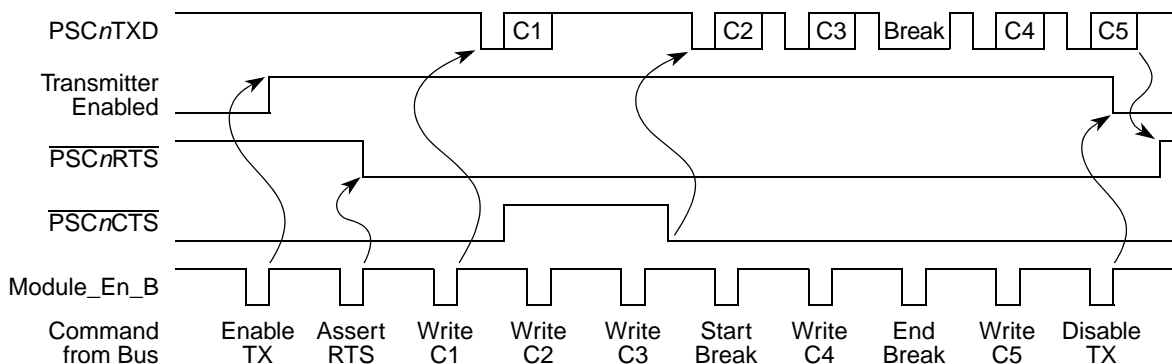 PSCnTXD C1 C2 C3 Break C4 C5
Transmitter
Enabled
PSCnRTS
PSCnCTS
Module_En_B
Command Enable Assert Write Write Write Start Write End Write Disable
from Bus TX RTS C1 C2 C3 Break C4 Break C5 TX